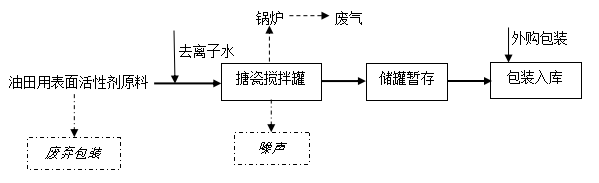 锅炉
废气
去离子水
外购包装
油田用表面活性剂原料
搪瓷搅拌罐
储罐暂存
包装入库
废弃包装
噪声